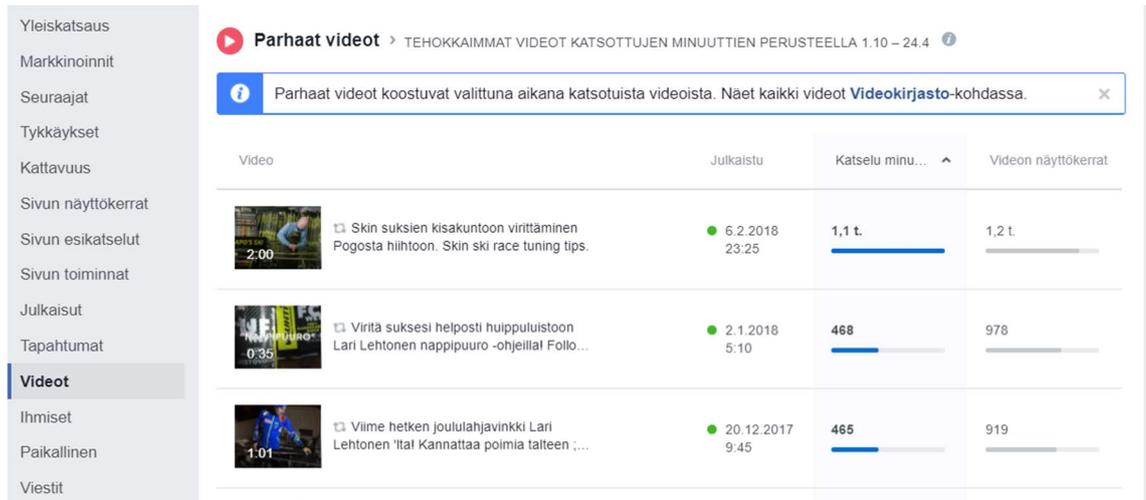 Yleiskatsaus
Markkinoinnit
Seuraajat
Tykkäykset
Kattavuus
Sivun näyttökerrat
Sivun esikatselut
Sivun toiminnat
Julkaisut
Tapahtumat
Videot
Ihmiset
Paikallinen
Viestit
Parhaat videot › TEHOKKAIMMAT VIDEOT KATSOTTUJEN MINUUTTIEN PERUSTEELLA 1.10 – 24.4
Parhaat videot koostuvat valittuna aikana katsotuista videoista. Näet kaikki videot Videokirjasto-kohdassa.
Video Julkaistu Katselu minu... Videon näyttökerrat
2:00
Skin suksien kisakuntoon virittäminen
Pogosta hiihtoon. Skin ski race tuning tips.
6.2.2018
23:25
1,1 t.
1,2 t.
"NAPPIPUURO"
0:35
Viritä suksesi helposti huippuluistoon
Lari Lehtonen nappipuuro -ohjeilla! Follo...
2.1.2018
5:10
468
978
1:01
Viime hetken joululahjavinkki Lari
Lehtonen 'lta! Kannattaa poimia talteen ;...
20.12.2017
9:45
465
919